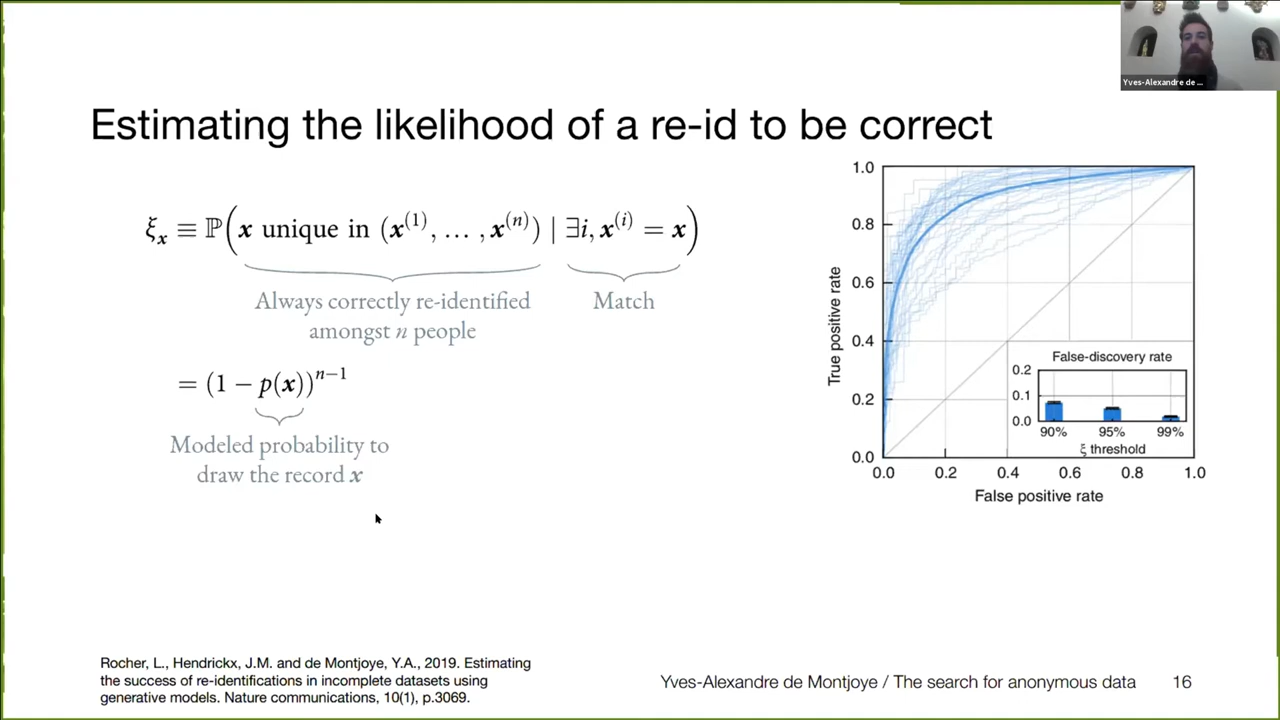 Yves-Alexandre de ...
Estimating the likelihood of a re-id to be correct
ξₓ ≡ ℙ(x unique in (x⁽¹⁾, … , x⁽ⁿ⁾) | ∃i, x⁽ⁱ⁾ = x)
Always correctly re-identified
amongst n people
Match
= (1 − p(x))ⁿ⁻¹
Modeled probability to
draw the record x
1.0
0.8
0.6
0.4
0.2
0.0
True positive rate
False-discovery rate
0.2
0.1
0.0
90% 95% 99%
ξ threshold
0.0 0.2 0.4 0.6 0.8 1.0
False positive rate
Rocher, L., Hendrickx, J.M. and de Montjoye, Y.A., 2019. Estimating
the success of re-identifications in incomplete datasets using
generative models. Nature communications, 10(1), p.3069.
Yves-Alexandre de Montjoye / The search for anonymous data 16